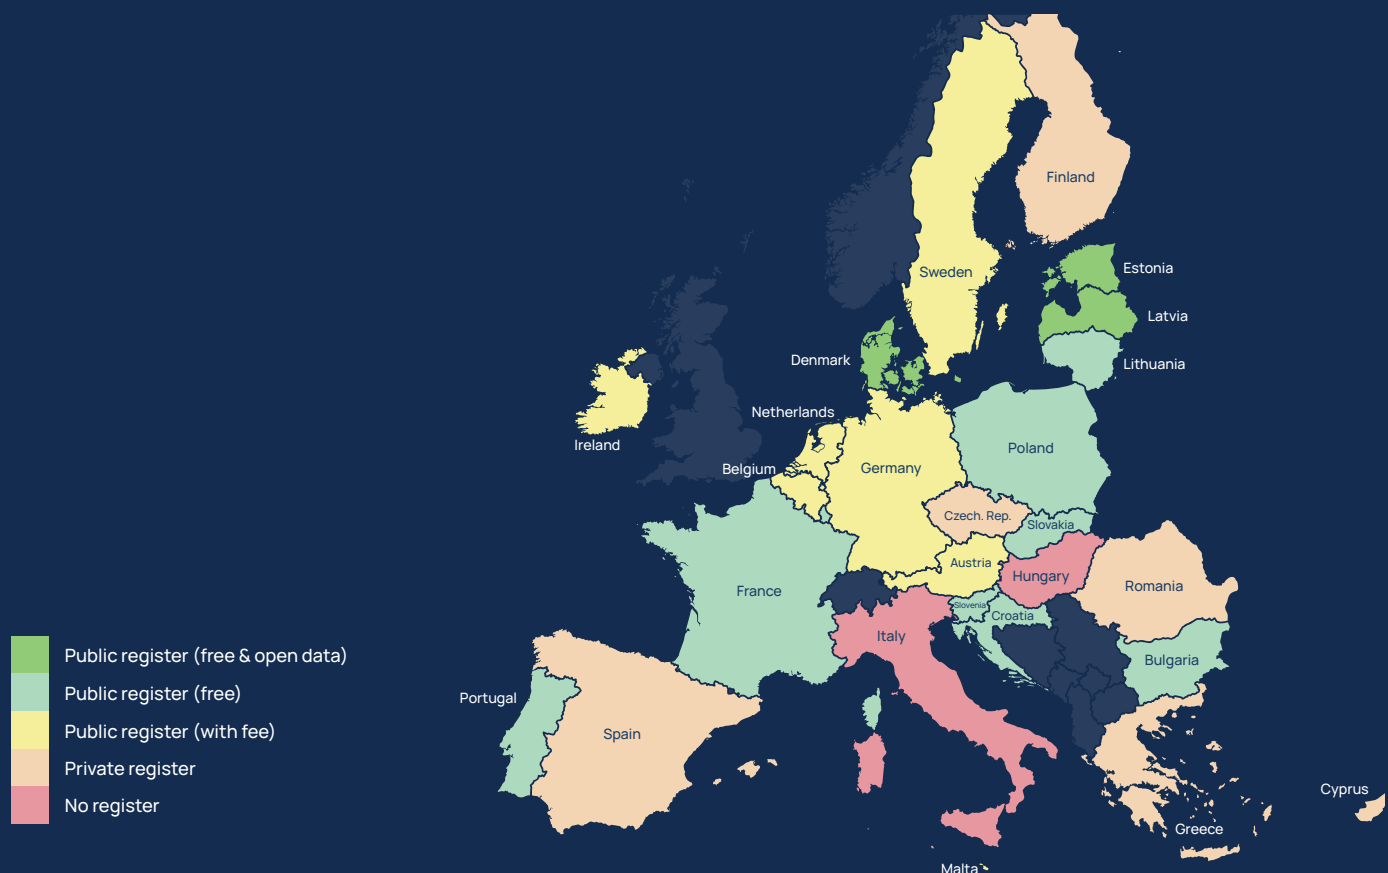 Finland
Sweden
Estonia
Latvia
Denmark
Lithuania
Netherlands
Ireland
Poland
Belgium
Germany
Czech. Rep.
Slovakia
Austria
Hungary
France
Romania
Slovenia
Croatia
Italy
Bulgaria
Portugal
Spain
Cyprus
Greece
Malta
Public register (free & open data)
Public register (free)
Public register (with fee)
Private register
No register